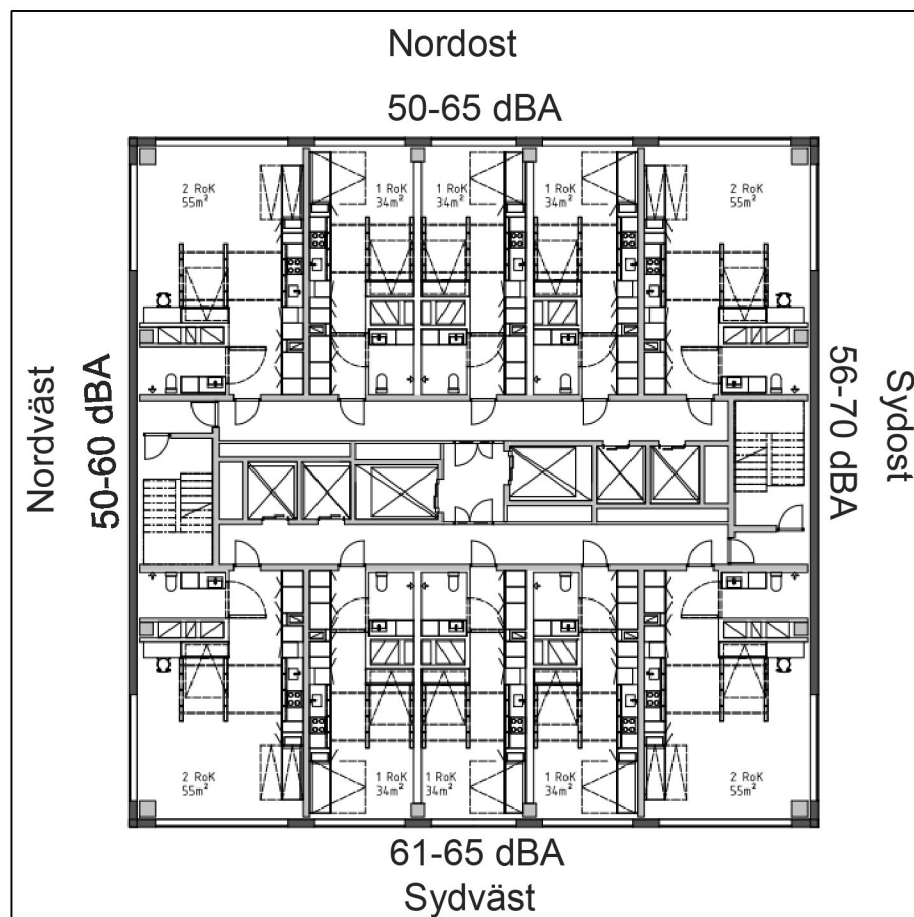 Nordost
50-65 dBA
2 RoK
55m²
1 RoK
34m²
1 RoK
34m²
1 RoK
34m²
2 RoK
55m²
Nordväst
50-60 dBA
56-70 dBA
Sydost
2 RoK
55m²
1 RoK
34m²
1 RoK
34m²
1 RoK
34m²
2 RoK
55m²
61-65 dBA
Sydväst